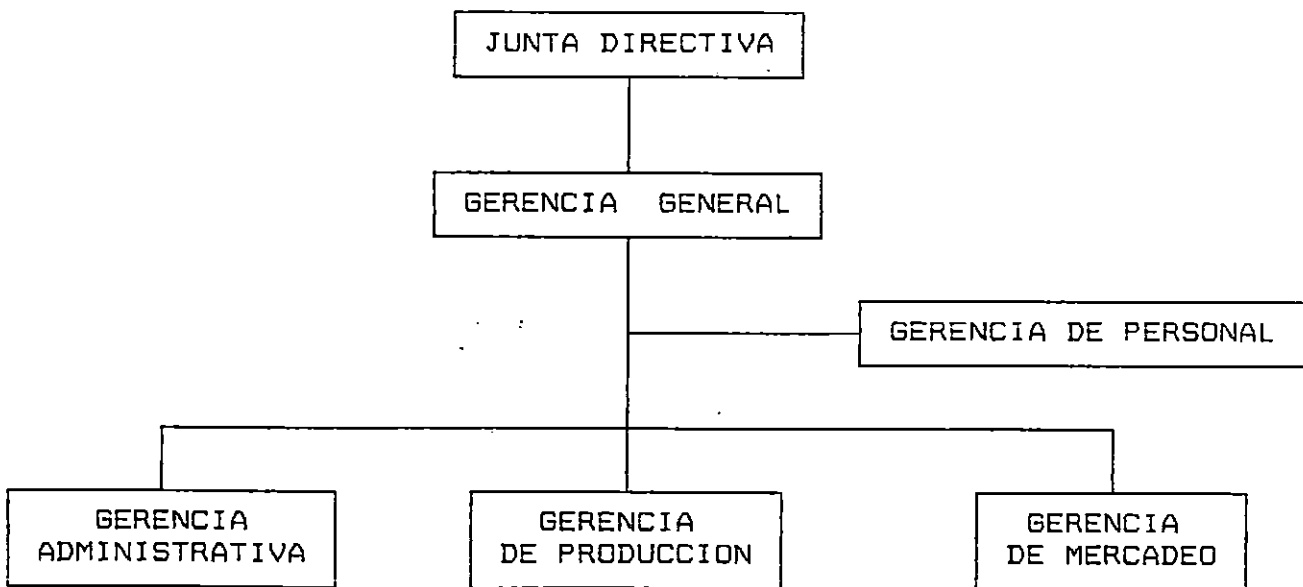 JUNTA DIRECTIVA
GERENCIA GENERAL
GERENCIA DE PERSONAL
GERENCIA
ADMINISTRATIVA
GERENCIA
DE PRODUCCION
GERENCIA
DE MERCADEO